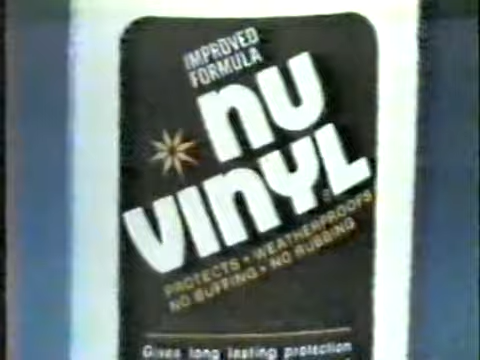 IMPROVED
FORMULA
nu
vinyl
PROTECTS • WEATHERPROOFS
NO BUFFING • NO RUBBING
Gives long lasting protection